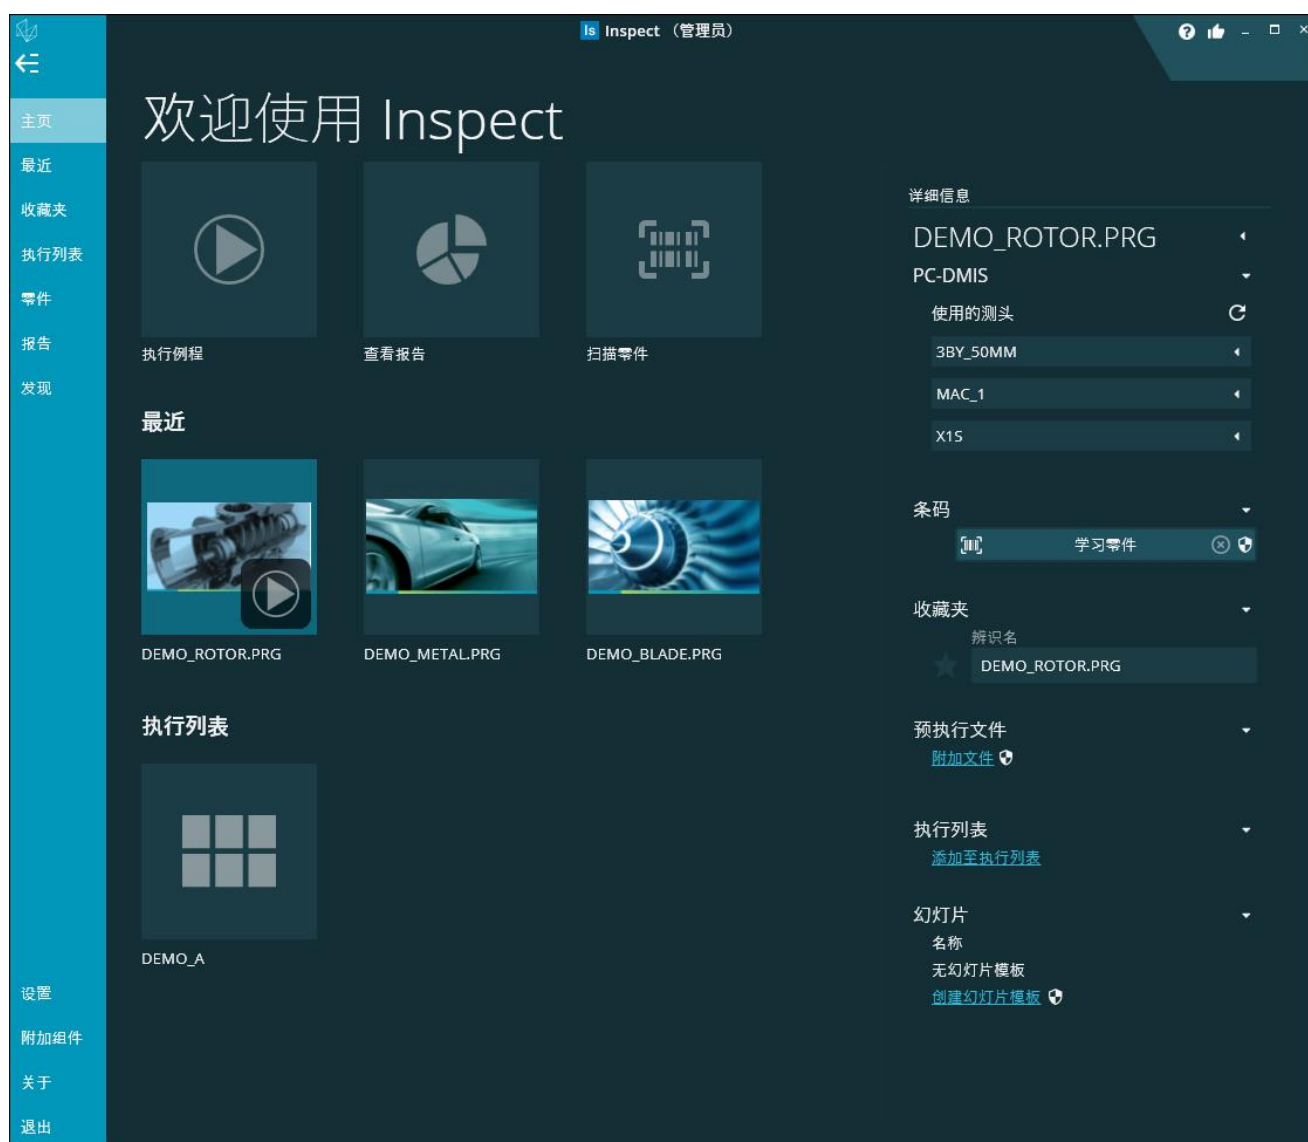 Is Inspect （管理员）
主页
最近
收藏夹
执行列表
零件
报告
发现
设置
附加组件
关于
退出
欢迎使用 Inspect
执行例程
查看报告
扫描零件
最近
DEMO_ROTOR.PRG
DEMO_METAL.PRG
DEMO_BLADE.PRG
执行列表
DEMO_A
详细信息
DEMO_ROTOR.PRG
PC-DMIS
使用的测头
3BY_50MM
MAC_1
X1S
条码
学习零件
收藏夹
辨识名
DEMO_ROTOR.PRG
预执行文件
附加文件
执行列表
添加至执行列表
幻灯片
名称
无幻灯片模板
创建幻灯片模板